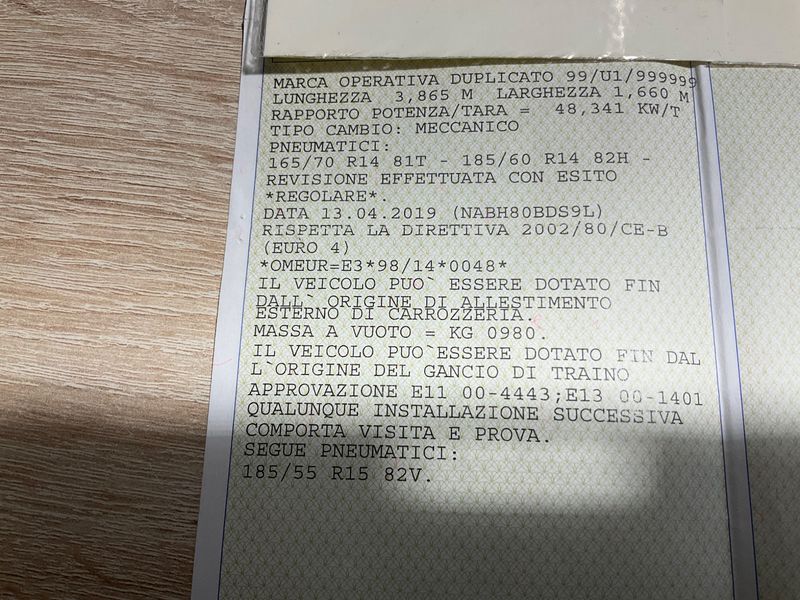 MARCA OPERATIVA DUPLICATO 99/U1/999999
LUNGHEZZA 3,865 M LARGHEZZA 1,660 M
RAPPORTO POTENZA/TARA = 48,341 KW/T
TIPO CAMBIO: MECCANICO
PNEUMATICI:
165/70 R14 81T - 185/60 R14 82H -
REVISIONE EFFETTUATA CON ESITO
*REGOLARE*.
DATA 13.04.2019 (NABH80BDS9L)
RISPETTA LA DIRETTIVA 2002/80/CE-B
(EURO 4)
*OMEUR=E3*98/14*0048*
IL VEICOLO PUO` ESSERE DOTATO FIN
DALL` ORIGINE DI ALLESTIMENTO
ESTERNO DI CARROZZERIA.
MASSA A VUOTO = KG 0980.
IL VEICOLO PUO`ESSERE DOTATO FIN DAL
L`ORIGINE DEL GANCIO DI TRAINO
APPROVAZIONE E11 00-4443;E13 00-1401
QUALUNQUE INSTALLAZIONE SUCCESSIVA
COMPORTA VISITA E PROVA.
SEGUE PNEUMATICI:
185/55 R15 82V.